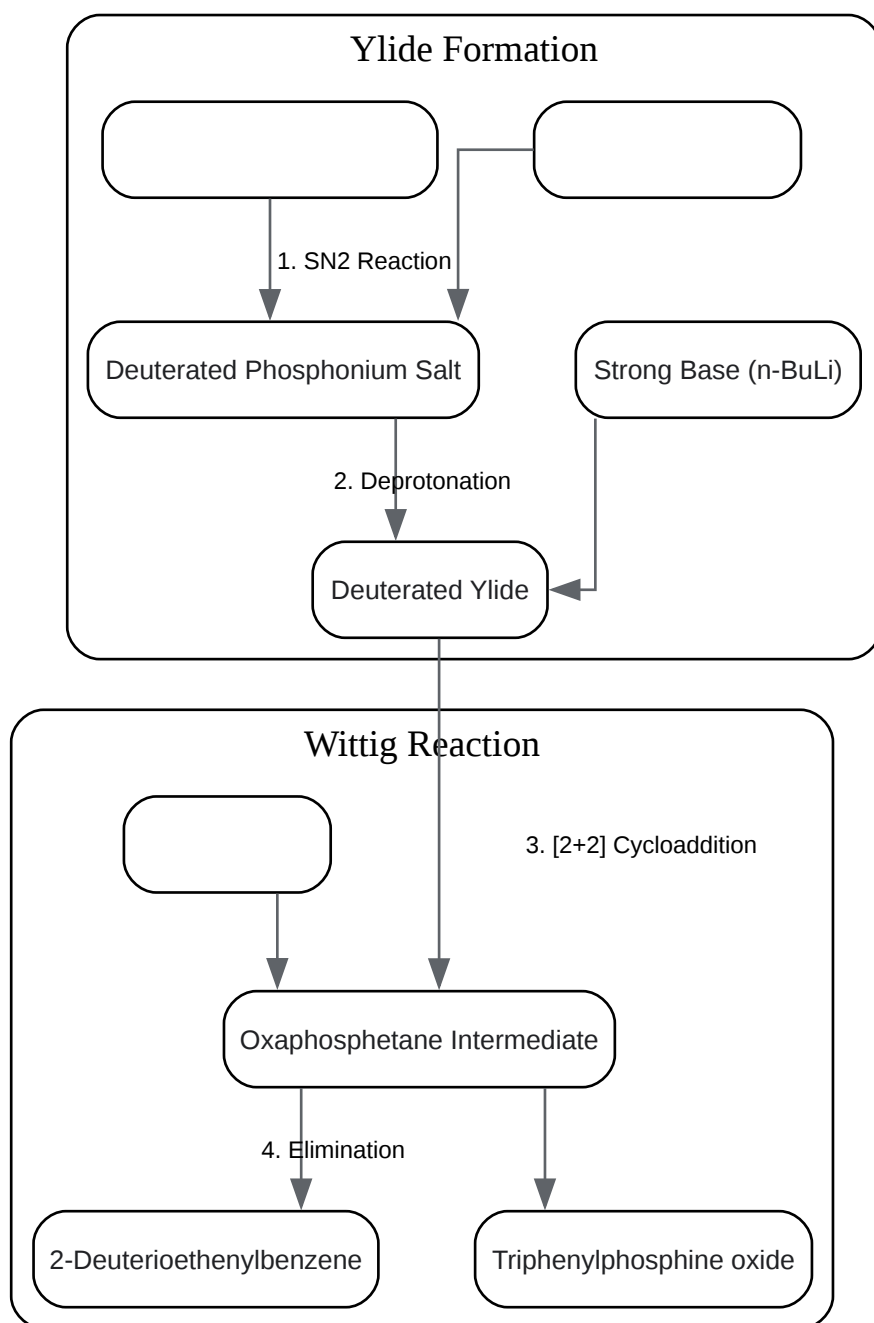 Ylide Formation
1. SN2 Reaction
Deuterated Phosphonium Salt
Strong Base (n-BuLi)
2. Deprotonation
Deuterated Ylide
Wittig Reaction
3. [2+2] Cycloaddition
Oxaphosphetane Intermediate
4. Elimination
2-Deuterioethenylbenzene
Triphenylphosphine oxide